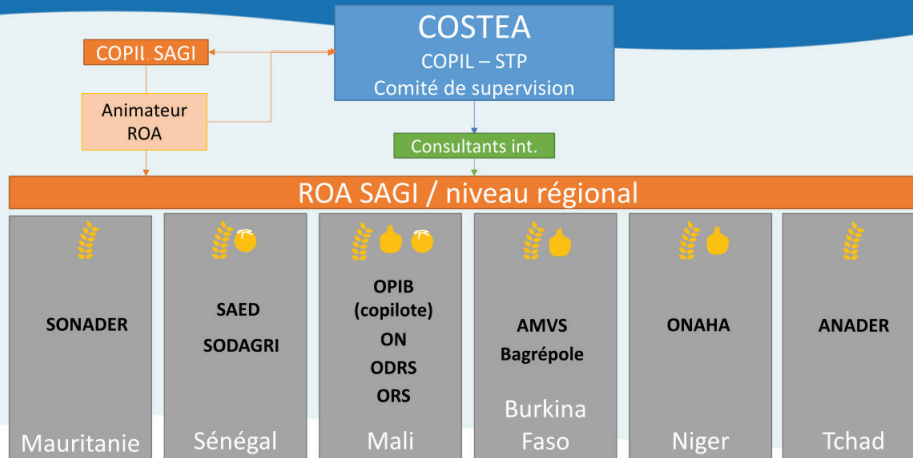 COSTEA
COPIL – STP
Comité de supervision
COPIL SAGI
Animateur
ROA
Consultants int.
ROA SAGI / niveau régional
SONADER
Mauritanie
SAED
SODAGRI
Sénégal
OPIB
(copilote)
ON
ODRS
ORS
Mali
AMVS
Bagrépole
Burkina
Faso
ONAHA
Niger
ANADER
Tchad